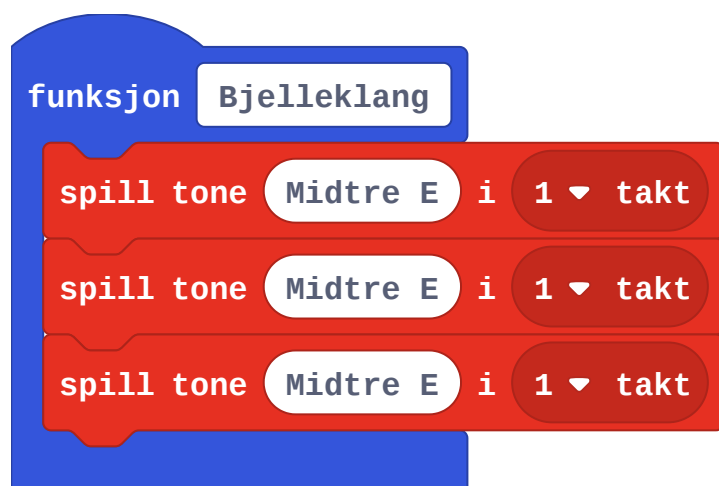 funksjon Bjelleklang
spill tone Midtre E i 1 takt
spill tone Midtre E i 1 takt
spill tone Midtre E i 1 takt